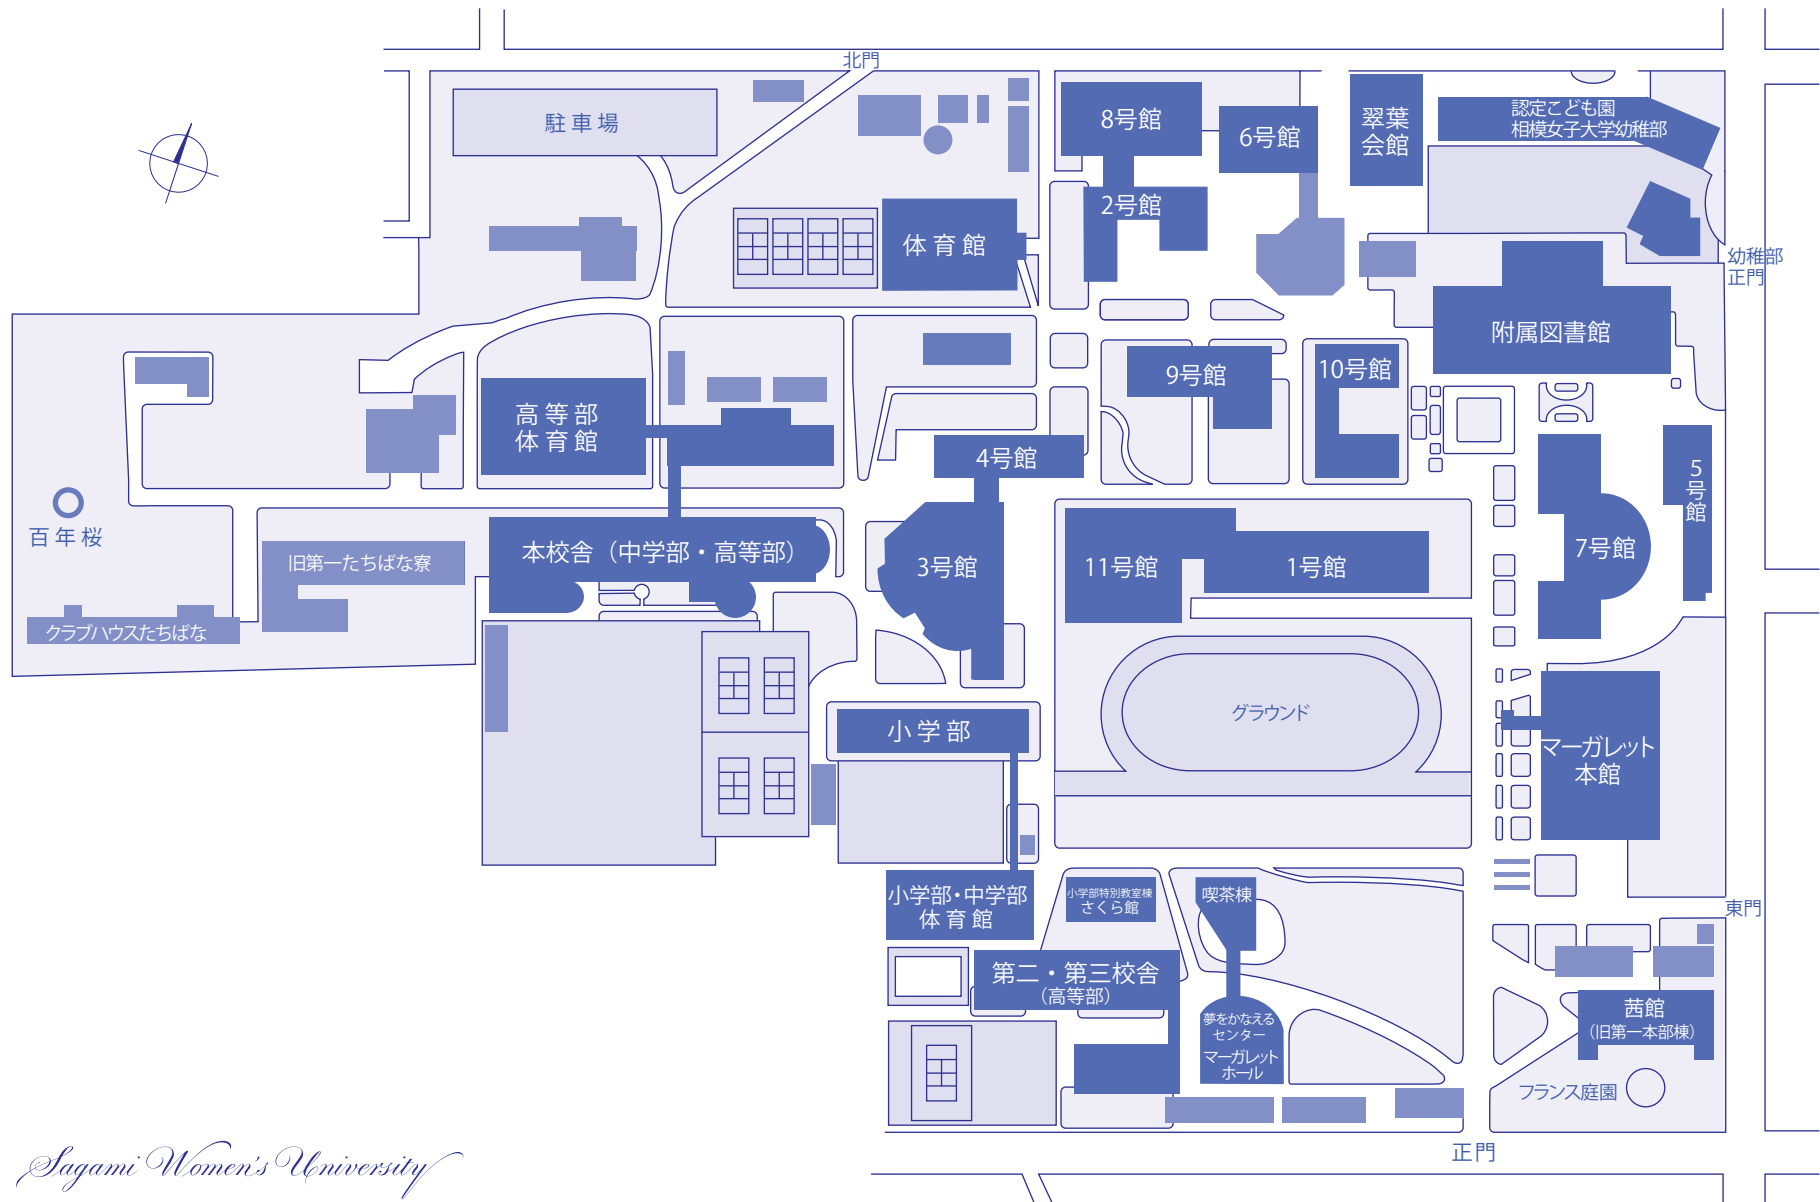 北門
駐車場
8号館
6号館
翠葉
会館
認定こども園
相模女子大学幼稚部
2号館
体育館
幼稚部
正門
附属図書館
9号館
10号館
高等部
体育館
4号館
5号館
百年桜
旧第一たちばな寮
本校舎（中学部・高等部）
3号館
11号館
1号館
7号館
クラブハウスたちばな
グラウンド
小学部
マーガレット
本館
小学部・中学部
体育館
小学部特別教室棟
さくら館
喫茶棟
東門
第二・第三校舎
（高等部）
夢をかなえる
センター
マーガレット
ホール
茜館
（旧第一本部棟）
フランス庭園
正門
Sagami Women's University